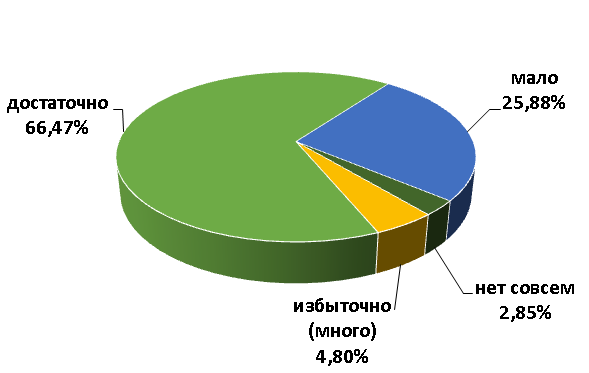 мало
25,88%
достаточно
66,47%
нет совсем
2,85%
избыточно
(много)
4,80%